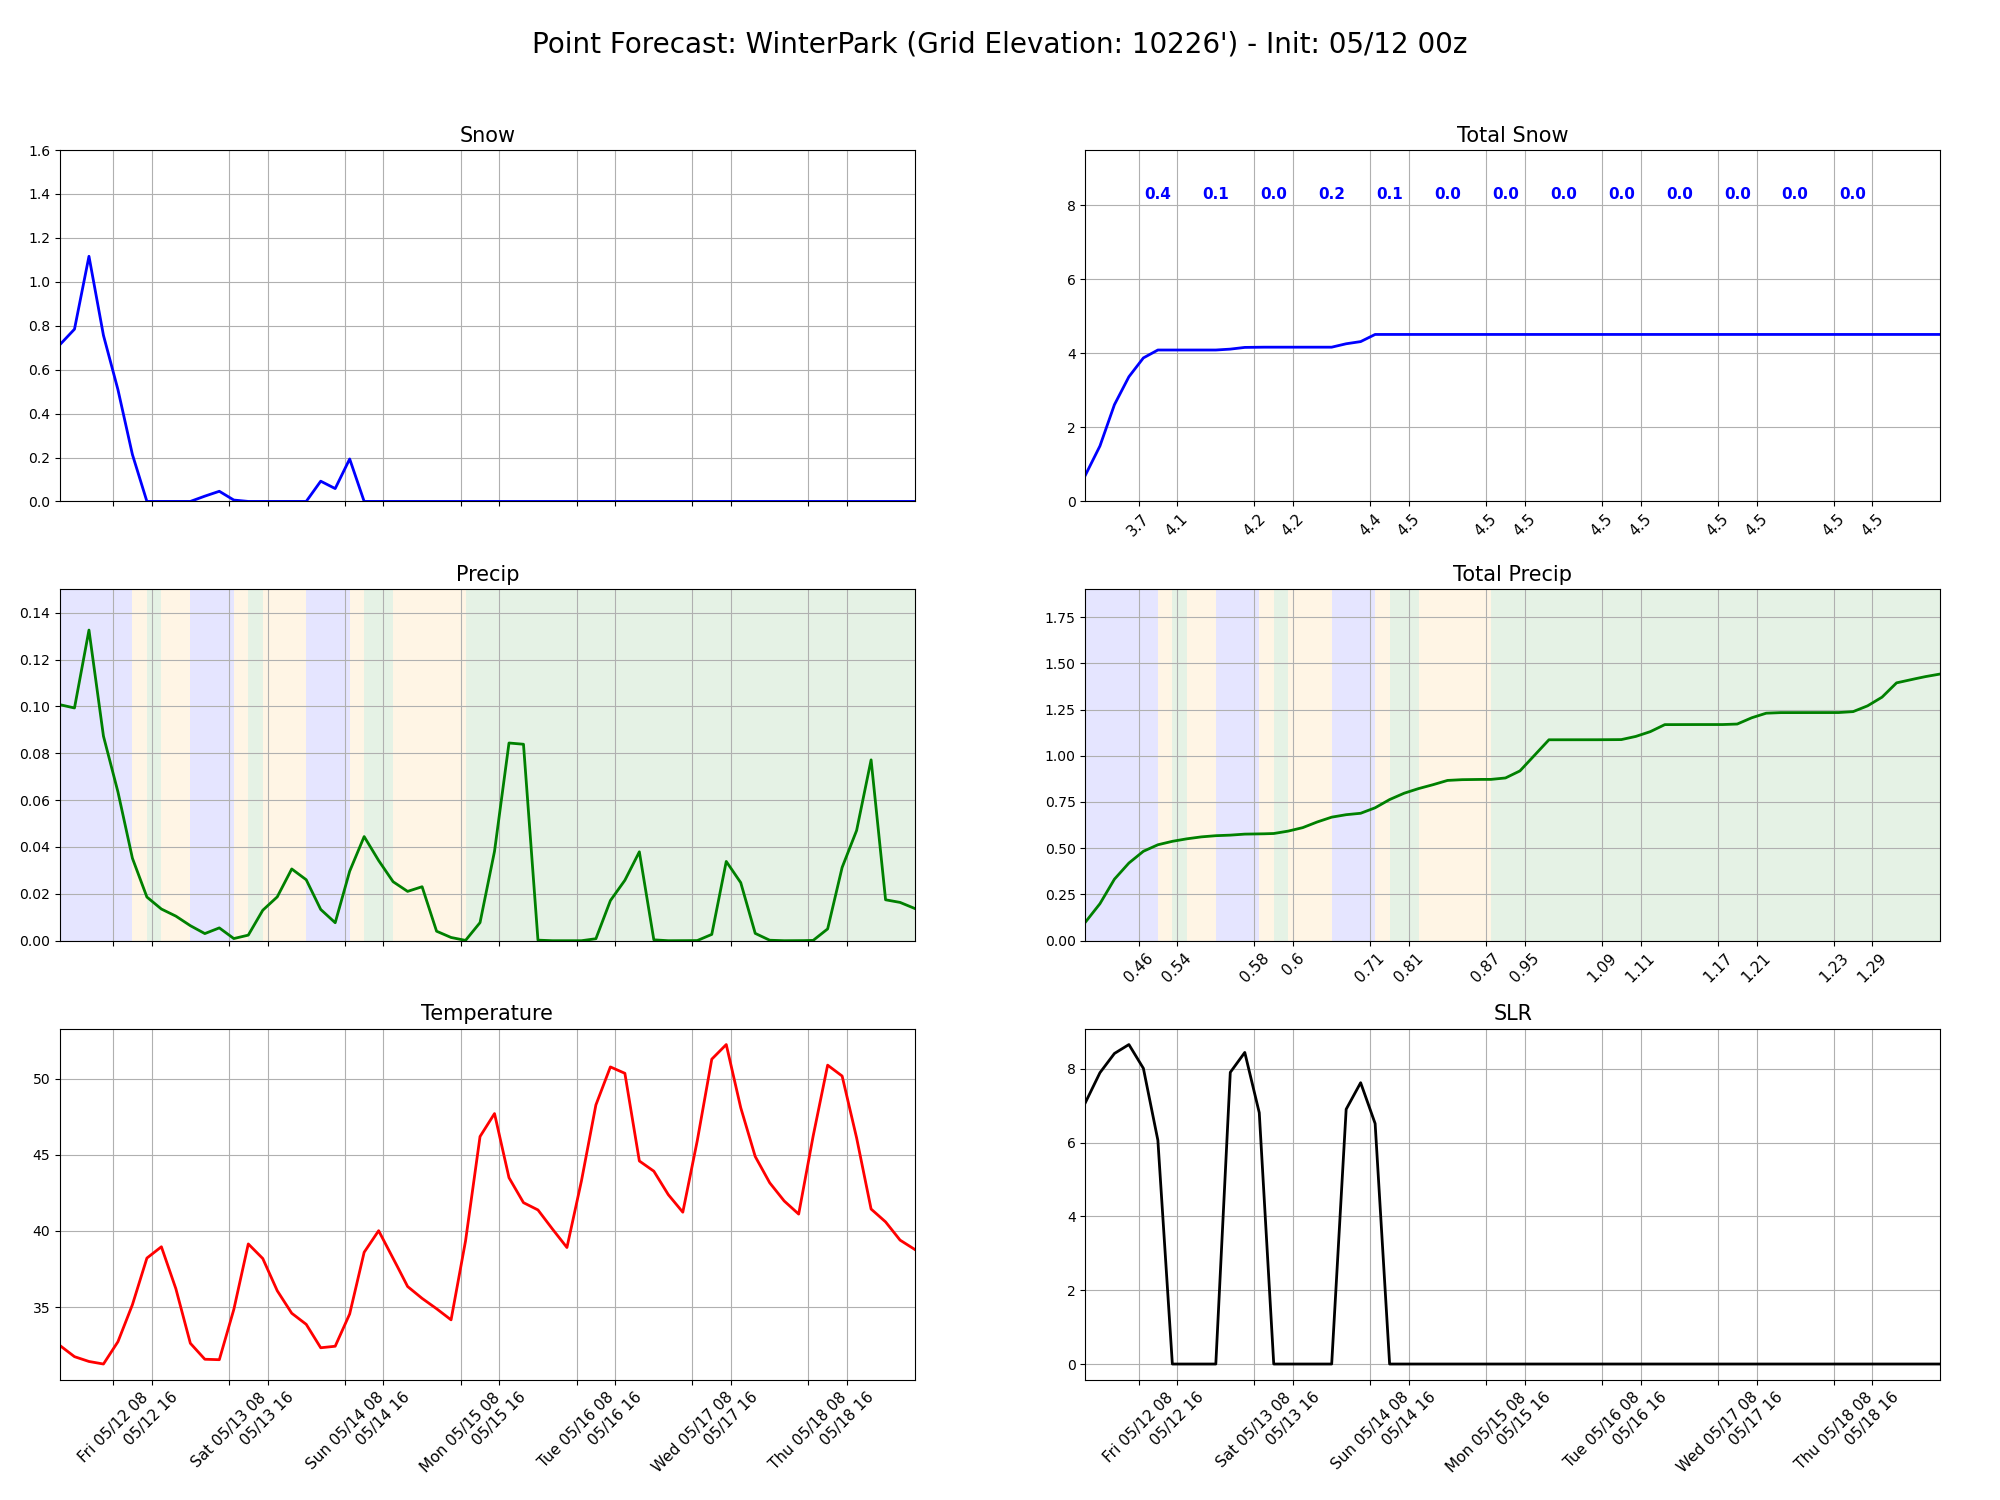 Point Forecast: WinterPark (Grid Elevation: 10226') - Init: 05/12 00z
Snow
1.6
1.4
1.2
1.0
0.8
0.6
0.4
0.2
0.0
Total Snow
0.4 0.1 0.0 0.2 0.1 0.0 0.0 0.0 0.0 0.0 0.0 0.0 0.0
8
6
4
2
0
3.7 4.1 4.2 4.2 4.4 4.5 4.5 4.5 4.5 4.5 4.5 4.5 4.5 4.5
Precip
0.14
0.12
0.10
0.08
0.06
0.04
0.02
0.00
Total Precip
1.75
1.50
1.25
1.00
0.75
0.50
0.25
0.00
0.46 0.54 0.58 0.6 0.71 0.81 0.87 0.95 1.09 1.11 1.17 1.21 1.23 1.29
Temperature
50
45
40
35
Fri 05/12 08
05/12 16
Sat 05/13 08
05/13 16
Sun 05/14 08
05/14 16
Mon 05/15 08
05/15 16
Tue 05/16 08
05/16 16
Wed 05/17 08
05/17 16
Thu 05/18 08
05/18 16
SLR
8
6
4
2
0
Fri 05/12 08
05/12 16
Sat 05/13 08
05/13 16
Sun 05/14 08
05/14 16
Mon 05/15 08
05/15 16
Tue 05/16 08
05/16 16
Wed 05/17 08
05/17 16
Thu 05/18 08
05/18 16